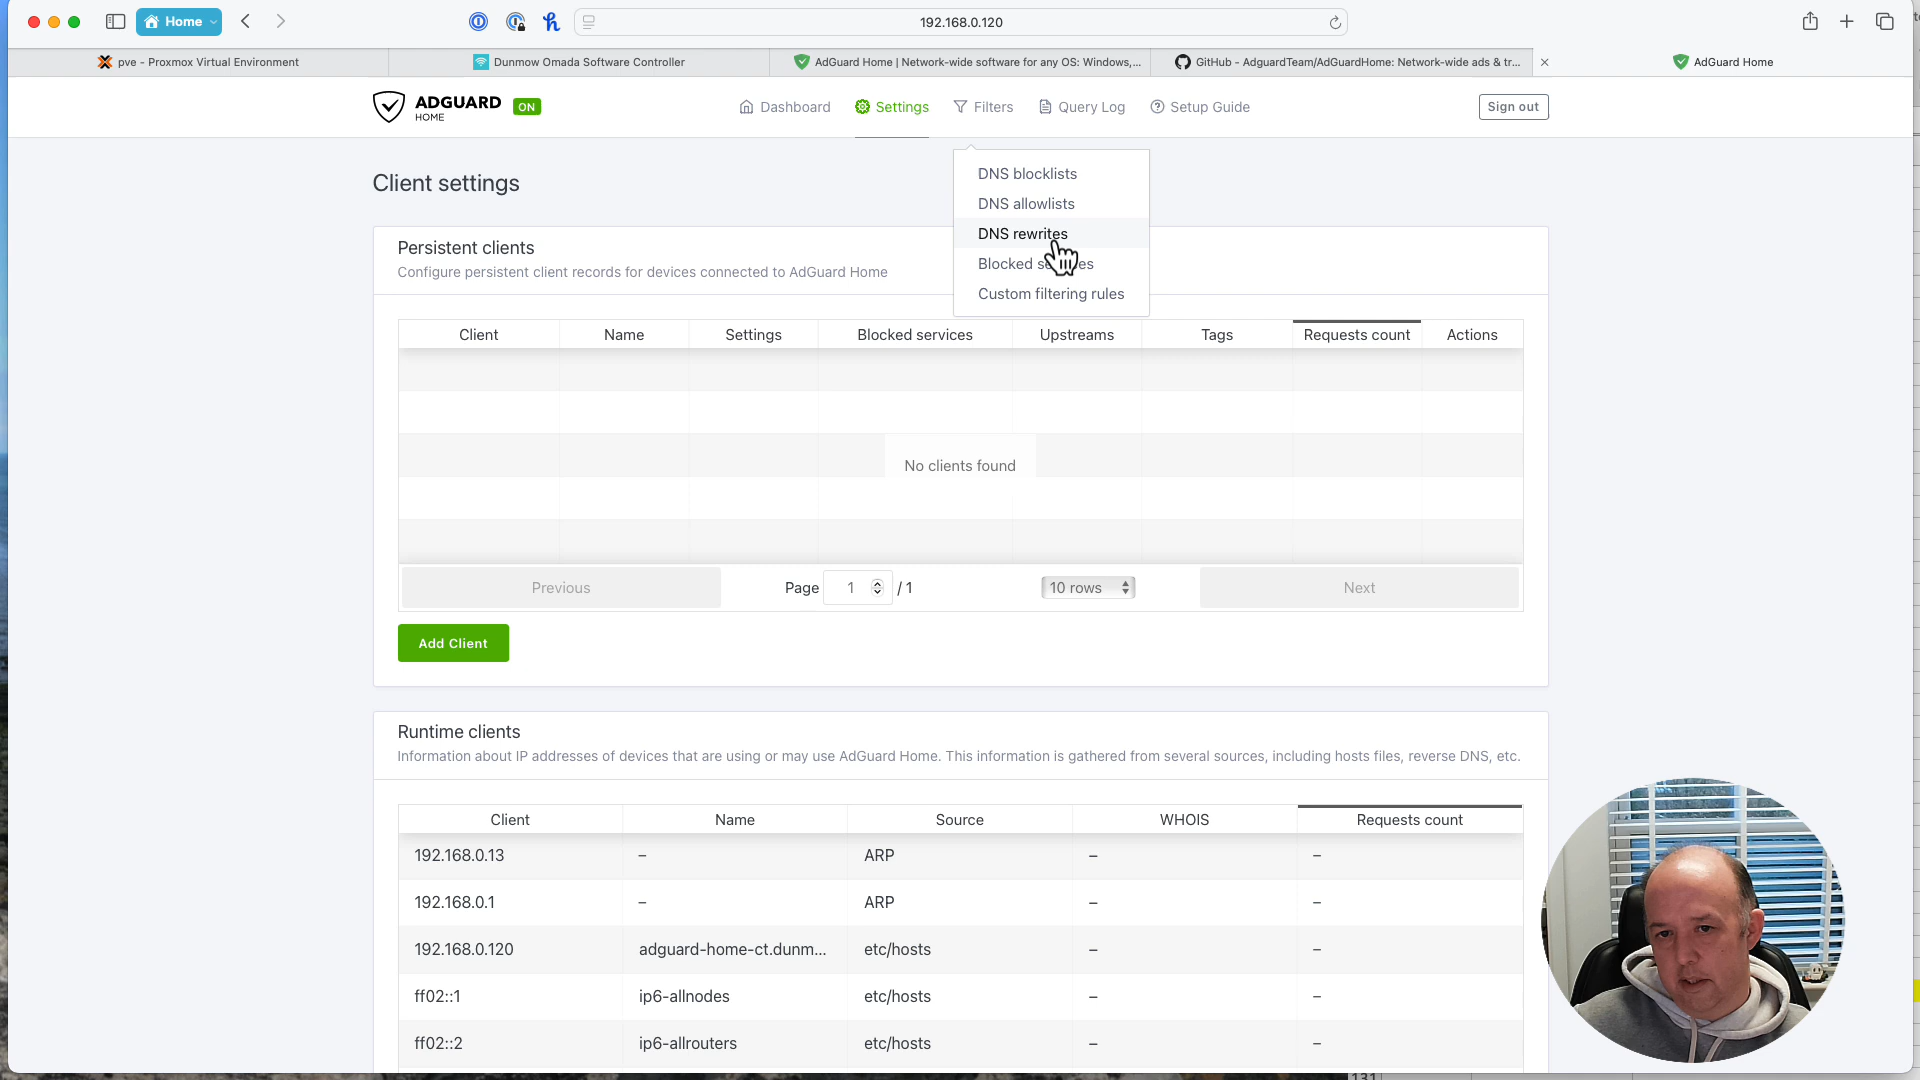 Home
192.168.0.120
pve - Proxmox Virtual Environment
Dunmow Omada Software Controller
AdGuard Home | Network-wide software for any OS: Windows,...
GitHub - AdguardTeam/AdGuardHome: Network-wide ads & tr...
AdGuard Home
ADGUARD
HOME
ON
Dashboard
Settings
Filters
Query Log
Setup Guide
Sign out
DNS blocklists
DNS allowlists
DNS rewrites
Custom filtering rules
Client settings
Persistent clients
Configure persistent client records for devices connected to AdGuard Home
Client Name Settings Blocked services Upstreams Tags Requests count Actions
No clients found
Previous Page 1 / 1 10 rows Next
Add Client
Runtime clients
Information about IP addresses of devices that are using or may use AdGuard Home. This information is gathered from several sources, including hosts files, reverse DNS, etc.
Client Name Source WHOIS Requests count
192.168.0.13 – ARP – –
192.168.0.1 – ARP – –
192.168.0.120 adguard-home-ct.dunm... etc/hosts – –
ff02::1 ip6-allnodes etc/hosts – –
ff02::2 ip6-allrouters etc/hosts – –